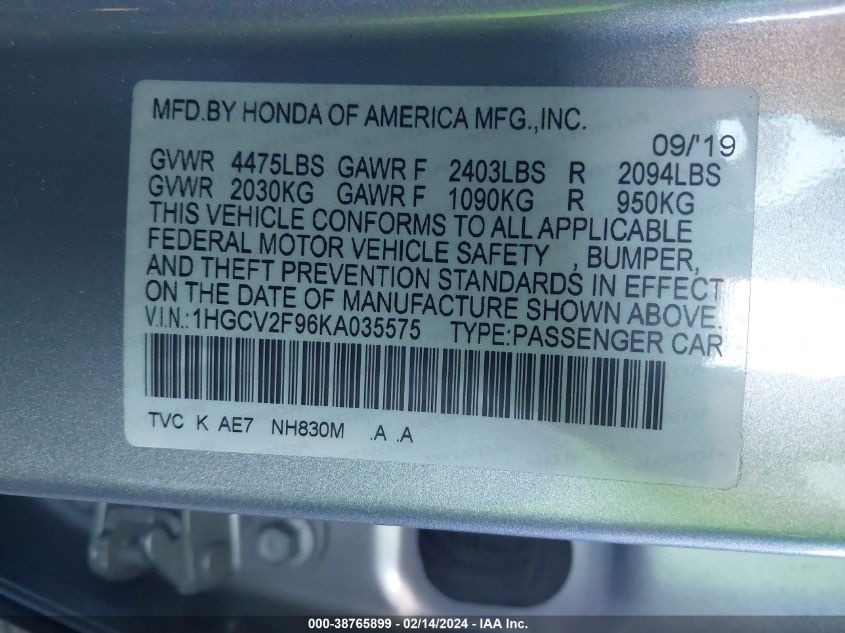 MFD.BY HONDA OF AMERICA MFG.,INC.
09/'19
GVWR 4475LBS GAWR F 2403LBS R 2094LBS
GVWR 2030KG GAWR F 1090KG R 950KG
THIS VEHICLE CONFORMS TO ALL APPLICABLE
FEDERAL MOTOR VEHICLE SAFETY , BUMPER,
AND THEFT PREVENTION STANDARDS IN EFFECT
ON THE DATE OF MANUFACTURE SHOWN ABOVE.
V.I.N.:1HGCV2F96KA035575 TYPE:PASSENGER CAR
TVC K AE7 NH830M .A .A
000-38765899 - 02/14/2024 - IAA Inc.